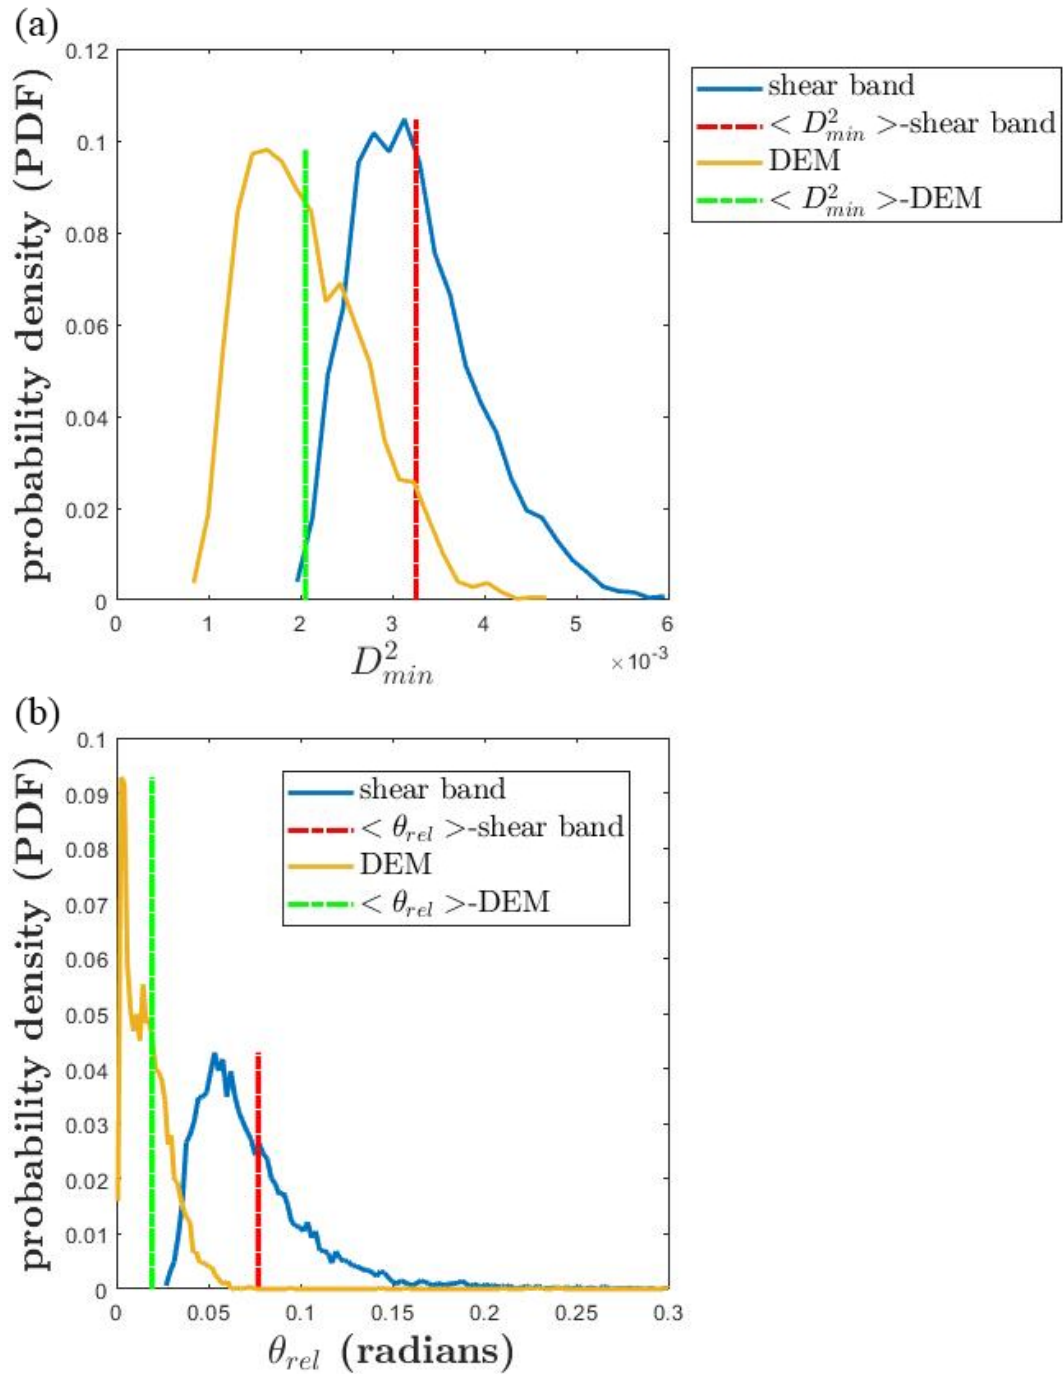 (a)
probability density (PDF)
0.12
0.1
0.08
0.06
0.04
0.02
0
0 1 2 3 4 5 6
×10⁻³
D²min
shear band
< D²min >-shear band
DEM
< D²min >-DEM
(b)
probability density (PDF)
0.1
0.09
0.08
0.07
0.06
0.05
0.04
0.03
0.02
0.01
0
0 0.05 0.1 0.15 0.2 0.25 0.3
θrel (radians)
shear band
< θrel >-shear band
DEM
< θrel >-DEM